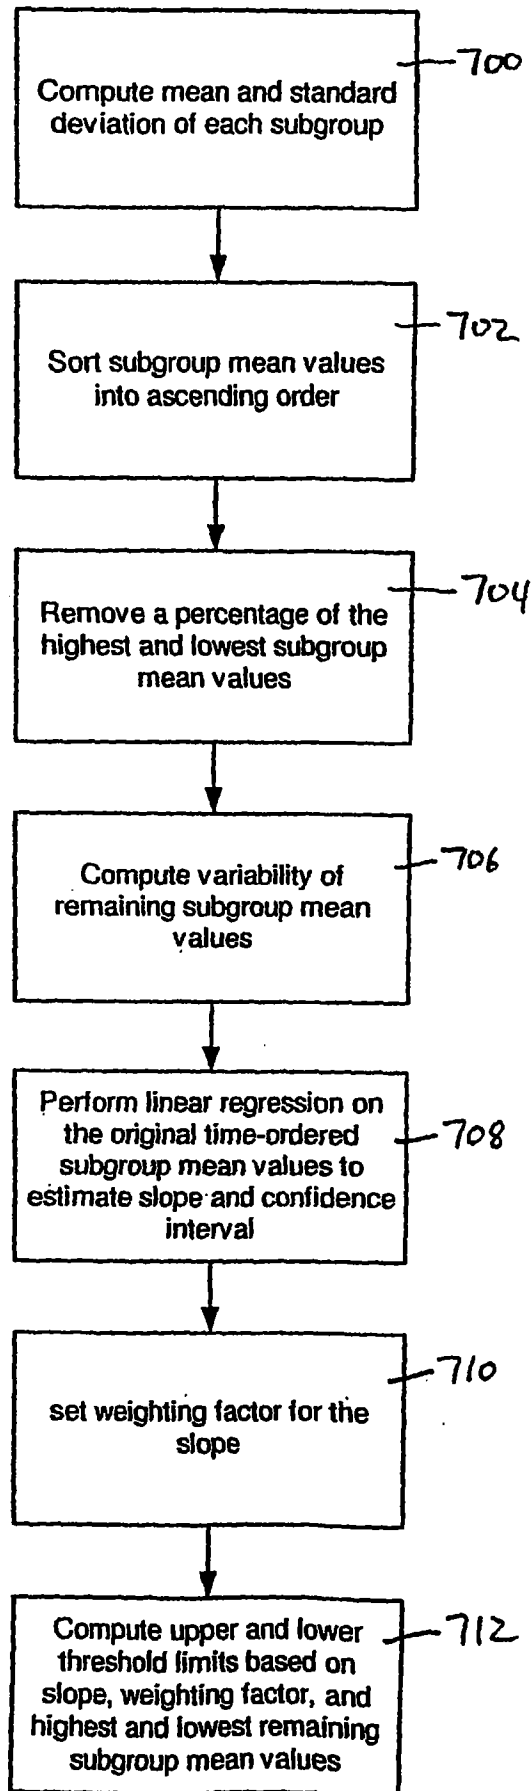 700
Compute mean and standard
deviation of each subgroup
702
Sort subgroup mean values
into ascending order
704
Remove a percentage of the
highest and lowest subgroup
mean values
706
Compute variability of
remaining subgroup mean
values
Perform linear regression on
the original time-ordered
708
subgroup mean values to
estimate slope and confidence
interval
710
set weighting factor for the
slope
Compute upper and lower
712
threshold limits based on
slope, weighting factor, and
highest and lowest remaining
subgroup mean values